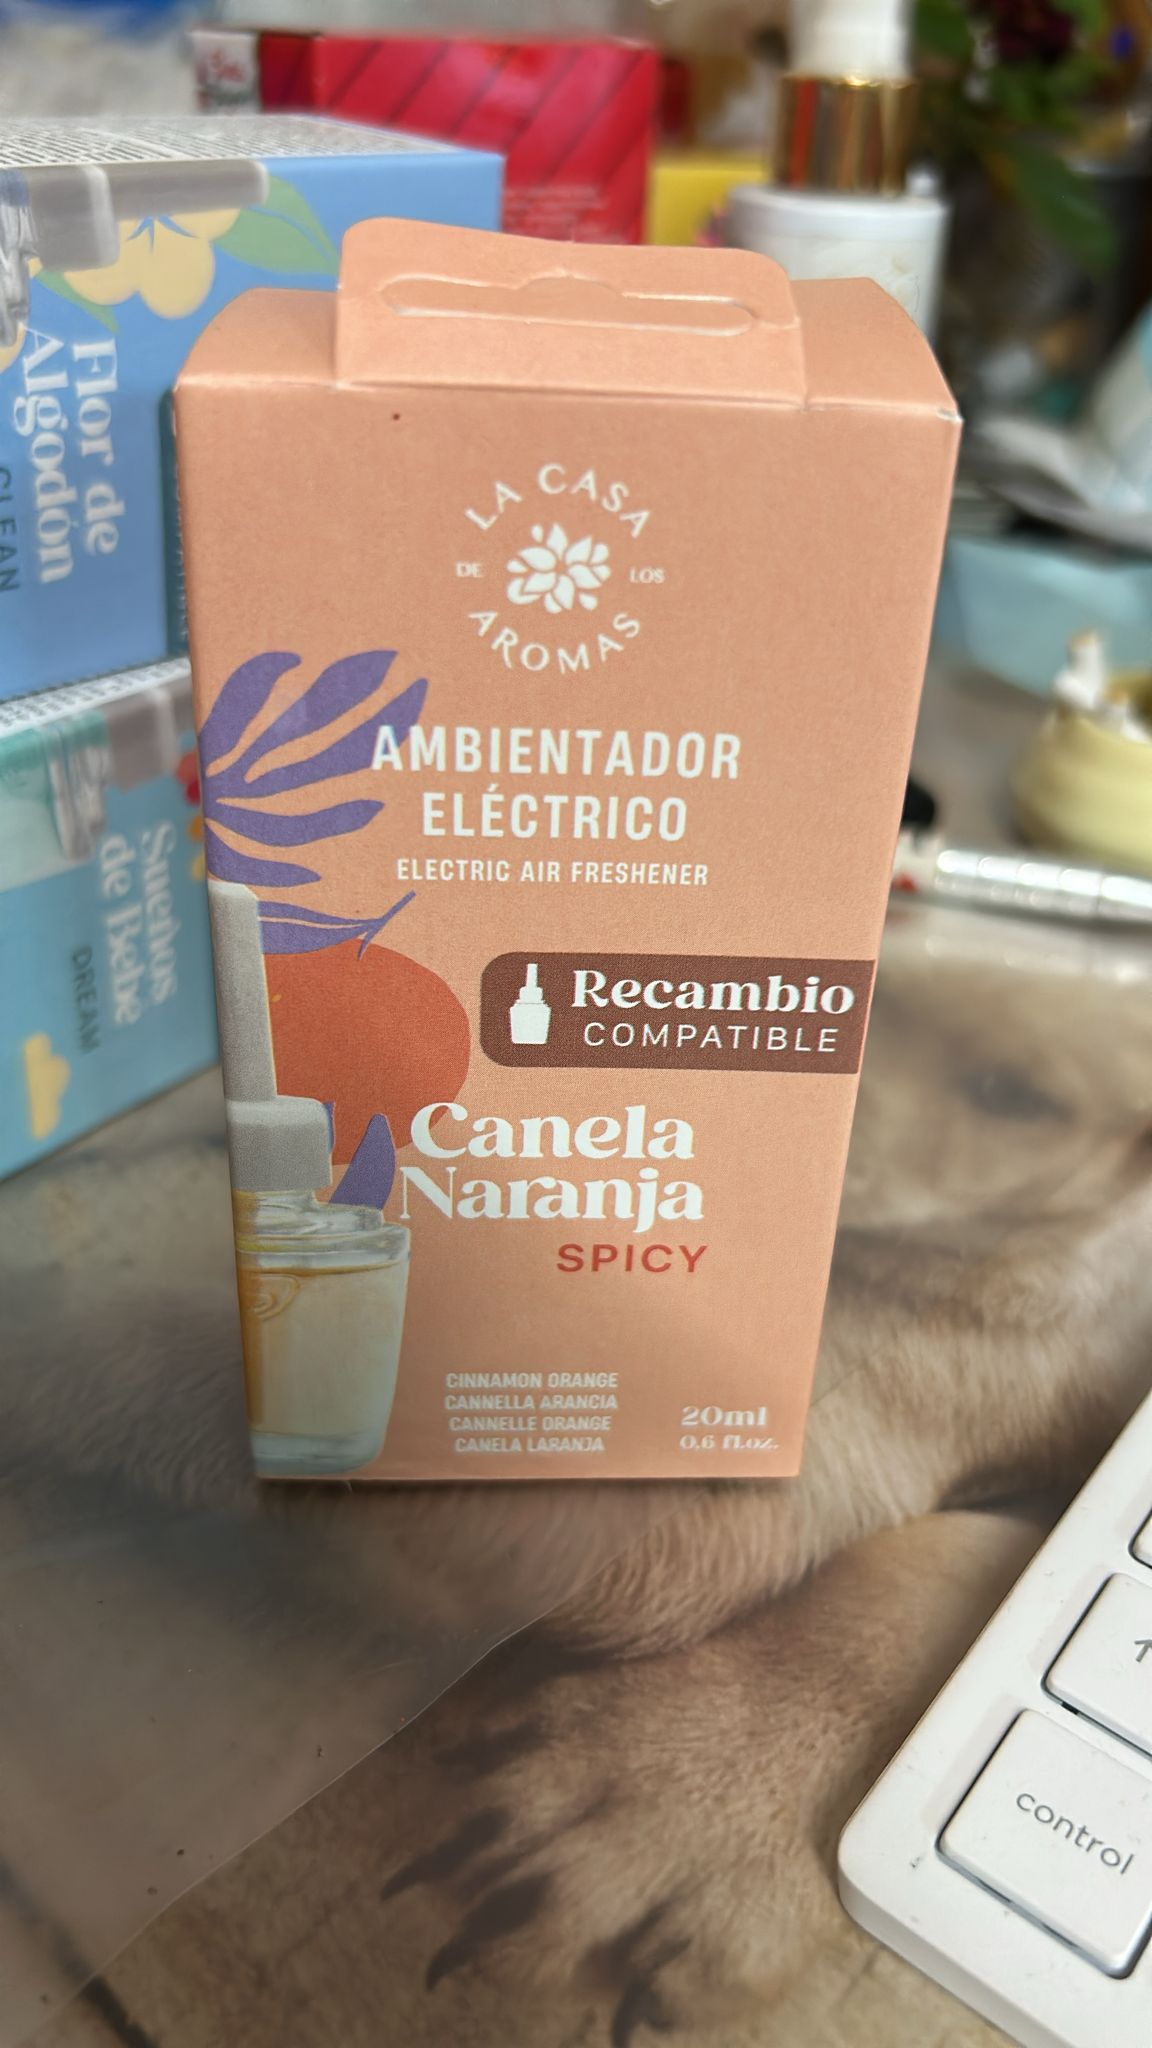 Flor de
Algodón
CLEAN
Sueños
de Bebé
DREAM
LA CASA
DE LOS
AROMAS
AMBIENTADOR
ELÉCTRICO
ELECTRIC AIR FRESHENER
Recambio
COMPATIBLE
Canela
Naranja
SPICY
CINNAMON ORANGE
CANNELLA ARANCIA
CANNELLE ORANGE
CANELA LARANJA
20ml
0,6 fl.oz.
control